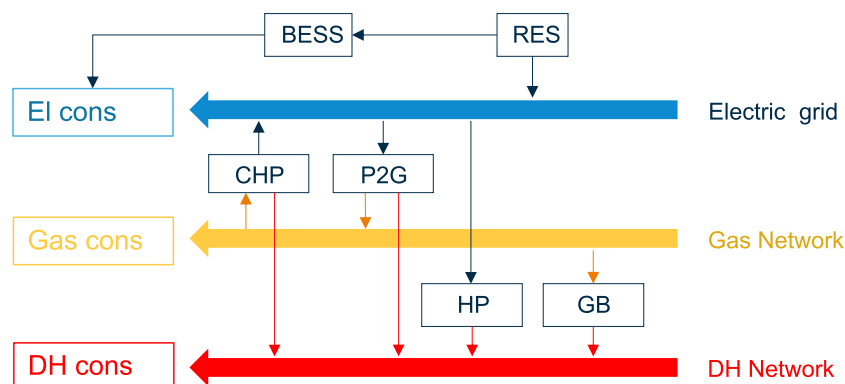 BESS
RES
El cons
Electric grid
CHP
P2G
Gas cons
Gas Network
HP
GB
DH cons
DH Network